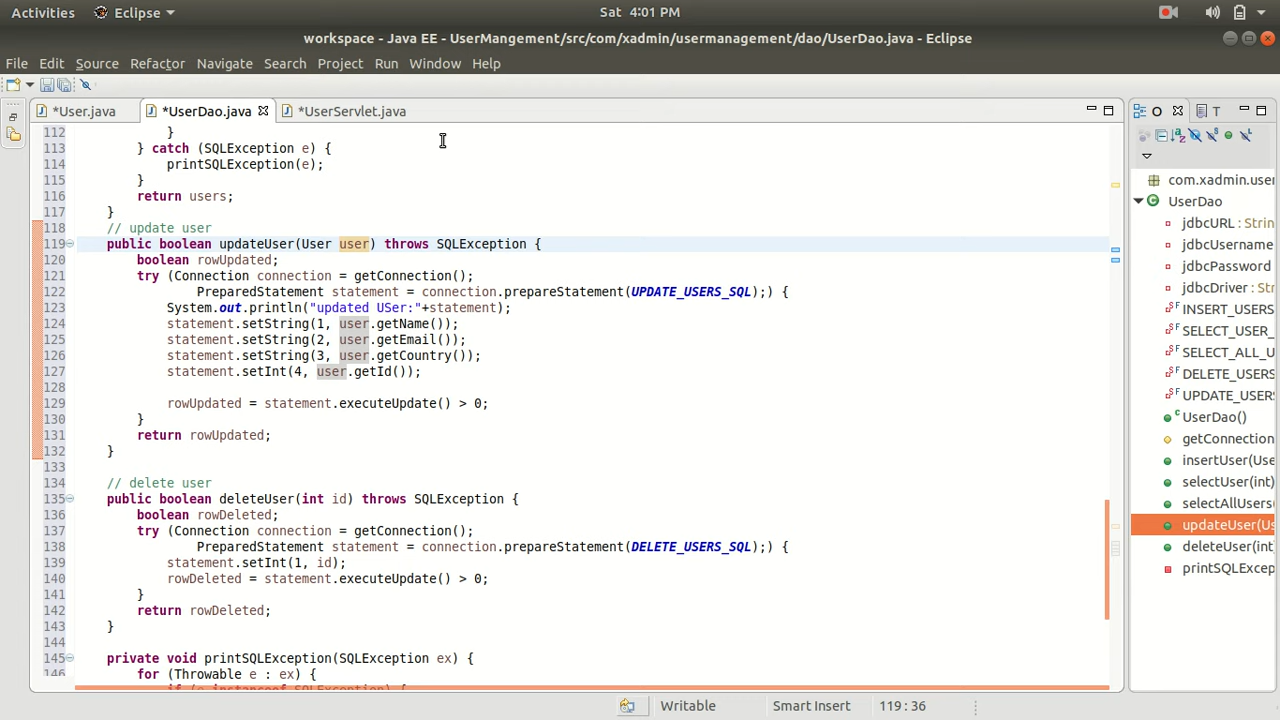 Activities Eclipse Sat 4:01 PM
workspace - Java EE - UserMangement/src/com/xadmin/usermanagement/dao/UserDao.java - Eclipse
File Edit Source Refactor Navigate Search Project Run Window Help
*User.java *UserDao.java *UserServlet.java O T
112 }
113 } catch (SQLException e) {
114 printSQLException(e);
115 }
116 return users;
117 }
118 // update user
119 public boolean updateUser(User user) throws SQLException {
120 boolean rowUpdated;
121 try (Connection connection = getConnection();
122 PreparedStatement statement = connection.prepareStatement(UPDATE_USERS_SQL);) {
123 System.out.println("updated USer:"+statement);
124 statement.setString(1, user.getName());
125 statement.setString(2, user.getEmail());
126 statement.setString(3, user.getCountry());
127 statement.setInt(4, user.getId());
128
129 rowUpdated = statement.executeUpdate() > 0;
130 }
131 return rowUpdated;
132 }
133
134 // delete user
135 public boolean deleteUser(int id) throws SQLException {
136 boolean rowDeleted;
137 try (Connection connection = getConnection();
138 PreparedStatement statement = connection.prepareStatement(DELETE_USERS_SQL);) {
139 statement.setInt(1, id);
140 rowDeleted = statement.executeUpdate() > 0;
141 }
142 return rowDeleted;
143 }
144
145 private void printSQLException(SQLException ex) {
146 for (Throwable e : ex) {
if (e instanceof SQLException) {
com.xadmin.user
UserDao
jdbcURL : String
jdbcUsername
jdbcPassword
jdbcDriver : Str
INSERT_USERS
SELECT_USER_
SELECT_ALL_U
DELETE_USERS
UPDATE_USERS
UserDao()
getConnection
insertUser(Use
selectUser(int)
selectAllUsers(
updateUser(Us
deleteUser(int
printSQLExcep
Writable Smart Insert 119 : 36